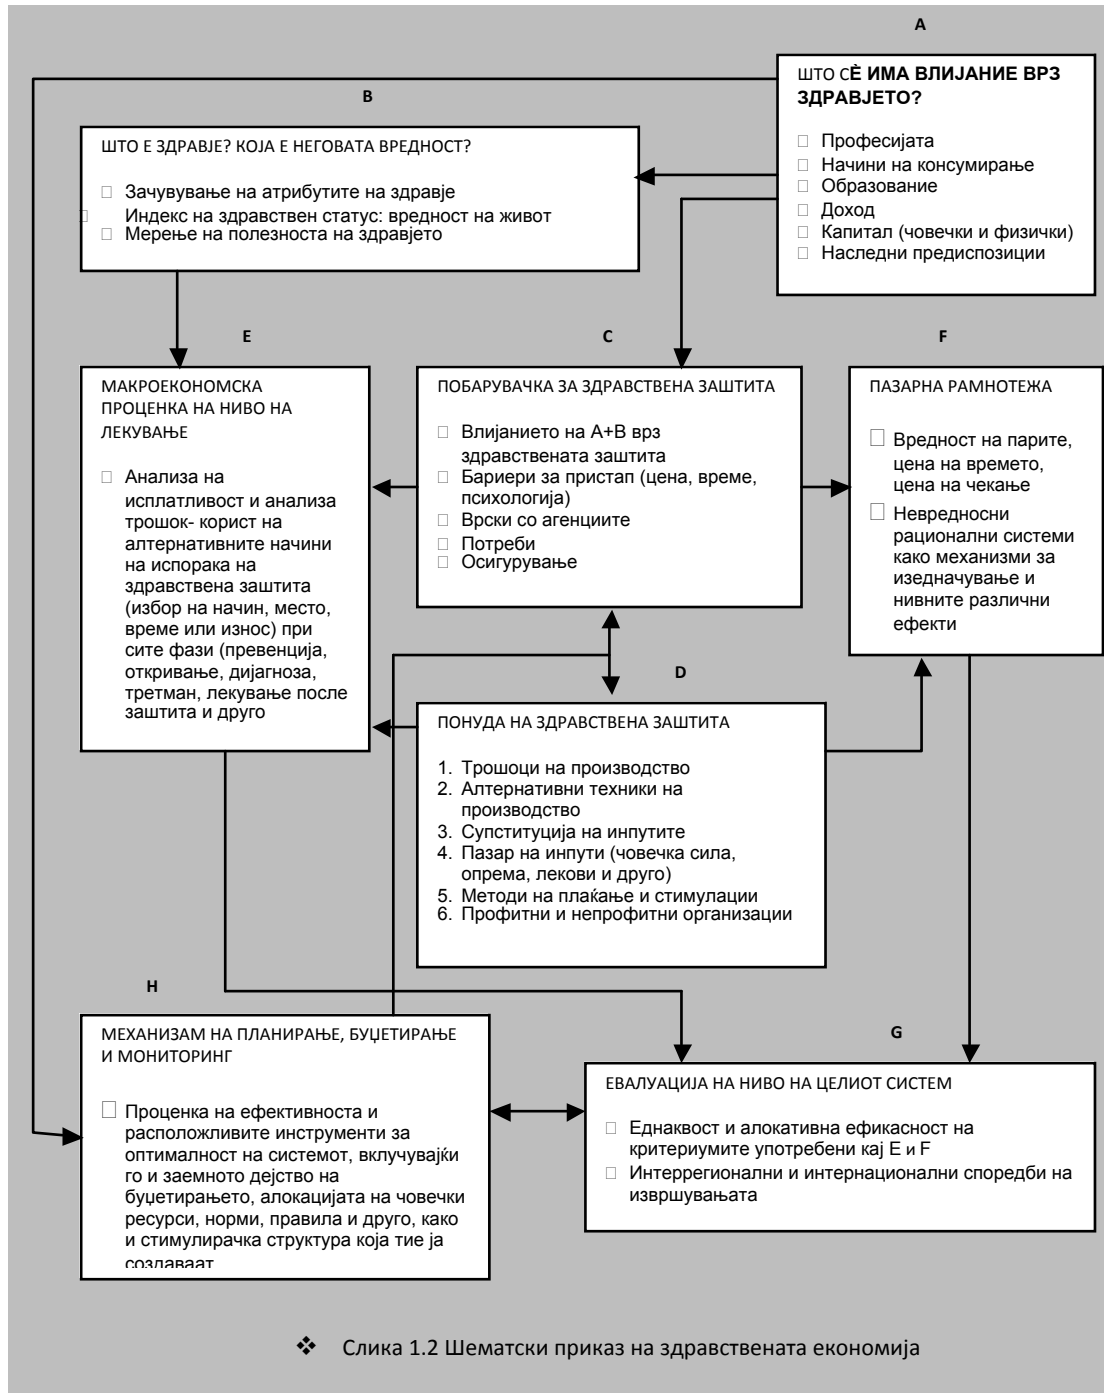 A
ШТО СЀ ИМА ВЛИЈАНИЕ ВРЗ
ЗДРАВЈЕТО?
Професијата
Начини на консумирање
Образование
Доход
Капитал (човечки и физички)
Наследни предиспозиции
B
ШТО Е ЗДРАВЈЕ? КОЈА Е НЕГОВАТА ВРЕДНОСТ?
Зачувување на атрибутите на здравје
Индекс на здравствен статус: вредност на живот
Мерење на полезноста на здравјето
E
МАКРОЕКОНОМСКА
ПРОЦЕНКА НА НИВО НА
ЛЕКУВАЊЕ
Анализа на
исплатливост и анализа
трошок- корист на
алтернативните начини
на испорака на
здравствена заштита
(избор на начин, место,
време или износ) при
сите фази (превенција,
откривање, дијагноза,
третман, лекување после
заштита и друго
C
ПОБАРУВАЧКА ЗА ЗДРАВСТВЕНА ЗАШТИТА
Влијанието на А+В врз
здравствената заштита
Бариери за пристап (цена, време,
психологија)
Врски со агенциите
Потреби
Осигурување
F
ПАЗАРНА РАМНОТЕЖА
Вредност на парите,
цена на времето,
цена на чекање
Невредносни
рационални системи
како механизми за
изедначување и
нивните различни
ефекти
D
ПОНУДА НА ЗДРАВСТВЕНА ЗАШТИТА
1. Трошоци на производство
2. Алтернативни техники на
производство
3. Супституција на инпутите
4. Пазар на инпути (човечка сила,
опрема, лекови и друго)
5. Методи на плаќање и стимулации
6. Профитни и непрофитни организации
H
МЕХАНИЗАМ НА ПЛАНИРАЊЕ, БУЏЕТИРАЊЕ
И МОНИТОРИНГ
Проценка на ефективноста и
расположливите инструменти за
оптималност на системот, вклучувајќи
го и заемното дејство на
буџетирањето, алокацијата на човечки
ресурси, норми, правила и друго, како
и стимулирачка структура која тие ја
создаваат
G
ЕВАЛУАЦИЈА НА НИВО НА ЦЕЛИОТ СИСТЕМ
Еднаквост и алокативна ефикасност на
критериумите употребени кај Е и F
Интеррегионални и интернационални споредби на
извршувањата
❖ Слика 1.2 Шематски приказ на здравствената економија